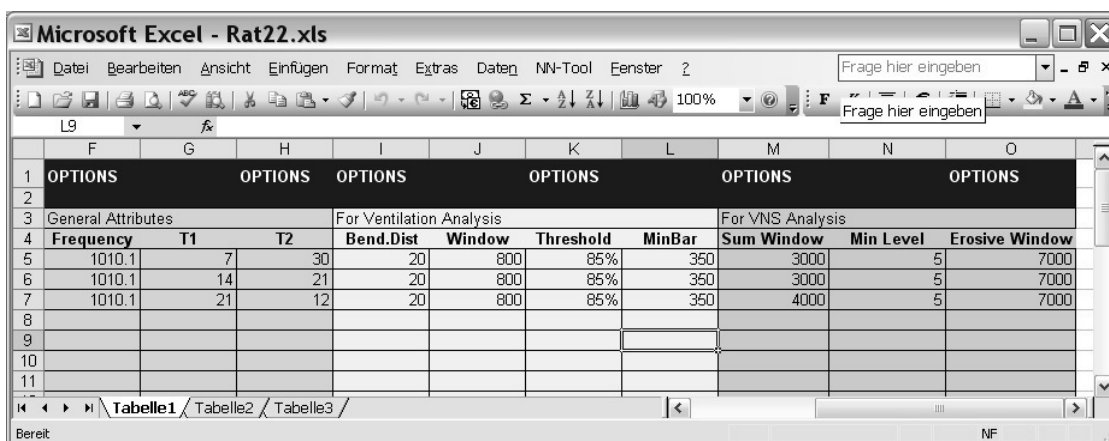 Microsoft Excel - Rat22.xls
Datei Bearbeiten Ansicht Einfügen Format Extras Daten NN-Tool Fenster ? Frage hier eingeben
100% F Frage hier eingeben
L9 fx
F G H I J K L M N O
1 OPTIONS OPTIONS OPTIONS OPTIONS OPTIONS OPTIONS
2
3 General Attributes For Ventilation Analysis For VNS Analysis
4 Frequency T1 T2 Bend.Dist Window Threshold MinBar Sum Window Min Level Erosive Window
5 1010.1 7 30 20 800 85% 350 3000 5 7000
6 1010.1 14 21 20 800 85% 350 3000 5 7000
7 1010.1 21 12 20 800 85% 350 4000 5 7000
8
9
10
11
Tabelle1 / Tabelle2 / Tabelle3 /
Bereit NF